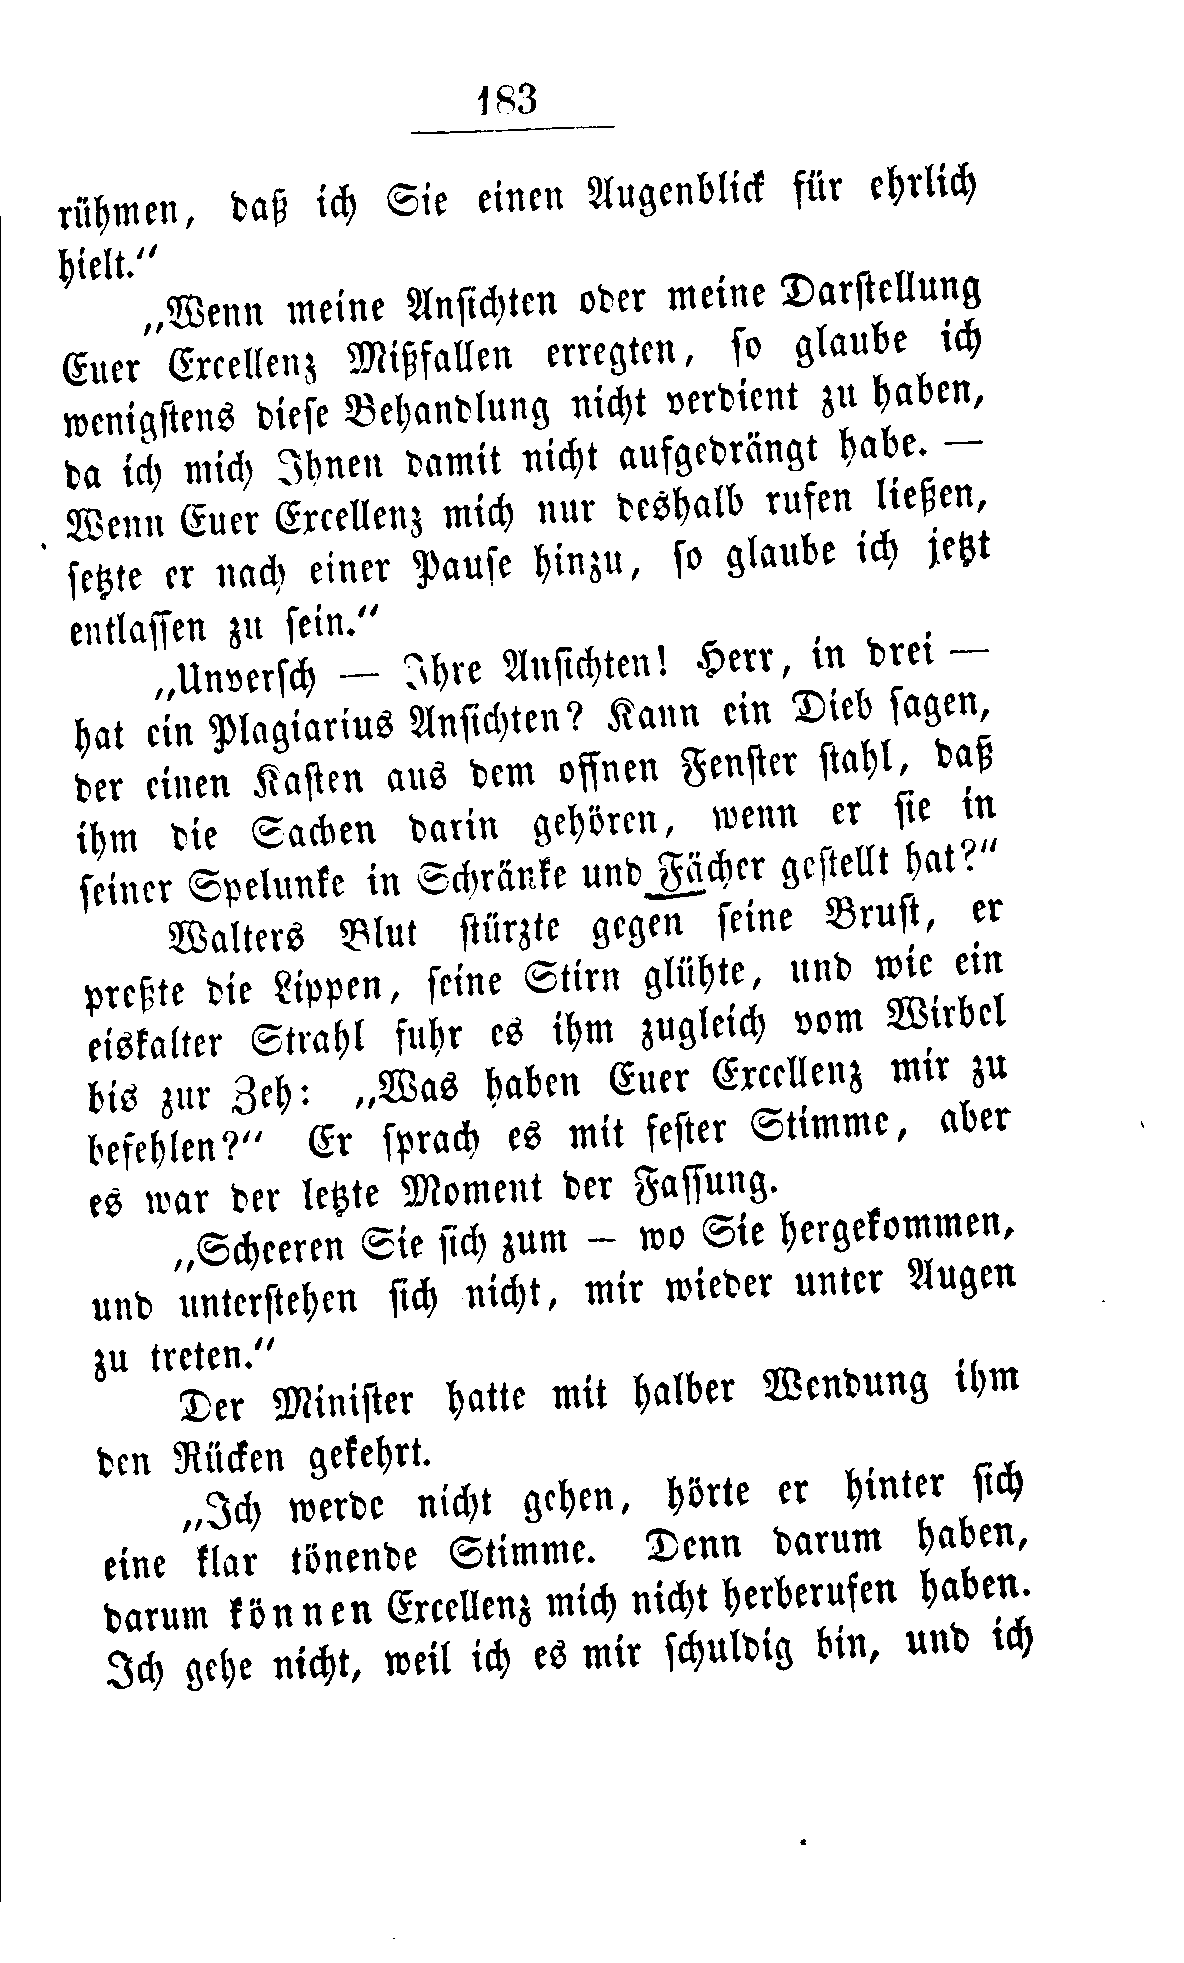 183
rühmen, daß ich Sie einen Augenblick für ehrlich
hielt.“
„Wenn meine Ansichten oder meine Darstellung
Euer Excellenz Mißfallen erregten, so glaube ich
wenigstens diese Behandlung nicht verdient zu haben,
da ich mich Ihnen damit nicht aufgedrängt habe. —
Wenn Euer Excellenz mich nur deshalb rufen ließen,
setzte er nach einer Pause hinzu, so glaube ich jetzt
entlassen zu sein.“
„Unversch — Ihre Ansichten! Herr, in drei —
hat ein Plagiarius Ansichten? Kann ein Dieb sagen,
der einen Kasten aus dem offnen Fenster stahl, daß
ihm die Sachen darin gehören, wenn er sie in
seiner Spelunke in Schränke und Fächer gestellt hat?“
Walters Blut stürzte gegen seine Brust, er
preßte die Lippen, seine Stirn glühte, und wie ein
eiskalter Strahl fuhr es ihm zugleich vom Wirbel
bis zur Zeh: „Was haben Euer Excellenz mir zu
befehlen?“ Er sprach es mit fester Stimme, aber
es war der letzte Moment der Fassung.
„Scheeren Sie sich zum — wo Sie hergekommen,
und unterstehen sich nicht, mir wieder unter Augen
zu treten.“
Der Minister hatte mit halber Wendung ihm
den Rücken gekehrt.
„Ich werde nicht gehen, hörte er hinter sich
eine klar tönende Stimme. Denn darum haben,
darum können Excellenz mich nicht herberufen haben.
Ich gehe nicht, weil ich es mir schuldig bin, und ich